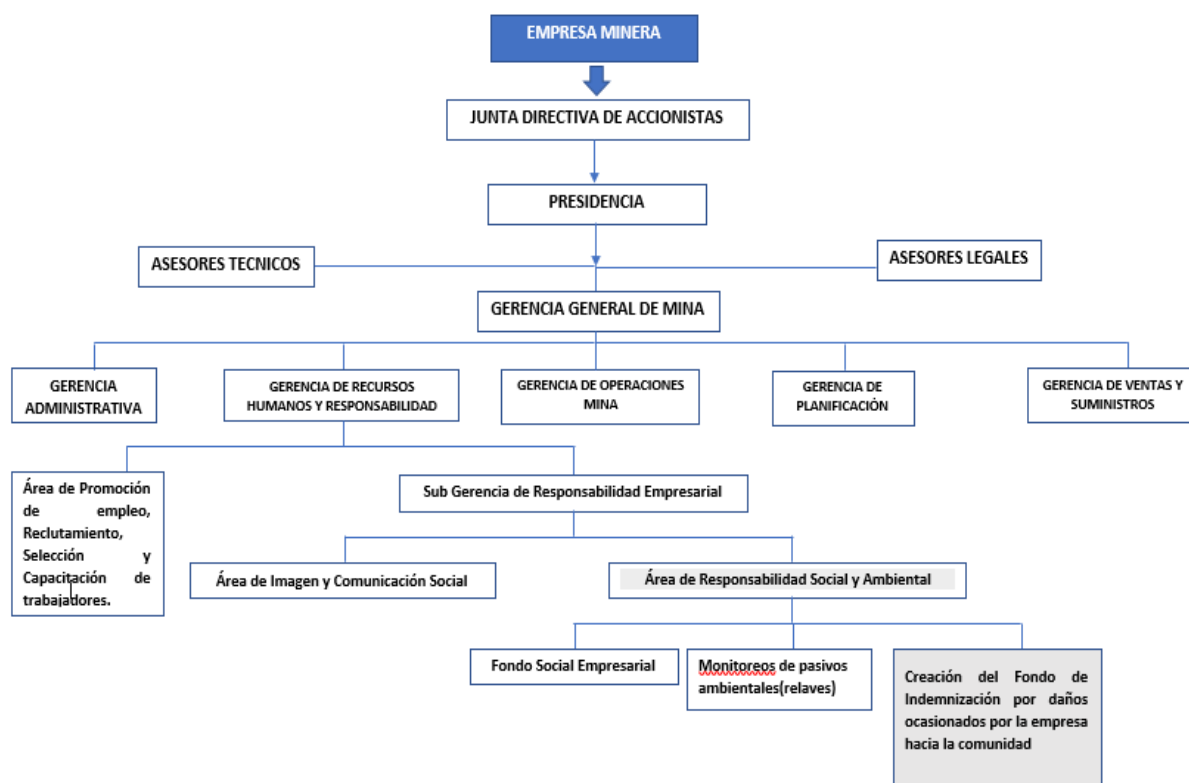 EMPRESA MINERA
JUNTA DIRECTIVA DE ACCIONISTAS
PRESIDENCIA
ASESORES TECNICOS
ASESORES LEGALES
GERENCIA GENERAL DE MINA
GERENCIA
ADMINISTRATIVA
GERENCIA DE RECURSOS
HUMANOS Y RESPONSABILIDAD
GERENCIA DE OPERACIONES
MINA
GERENCIA DE
PLANIFICACIÓN
GERENCIA DE VENTAS Y
SUMINISTROS
Área de Promoción
de empleo,
Reclutamiento,
Selección y
Capacitación de
trabajadores.
Sub Gerencia de Responsabilidad Empresarial
Área de Imagen y Comunicación Social
Área de Responsabilidad Social y Ambiental
Fondo Social Empresarial
Monitoreos de pasivos
ambientales(relaves)
Creación del Fondo de
Indemnización por daños
ocasionados por la empresa
hacia la comunidad